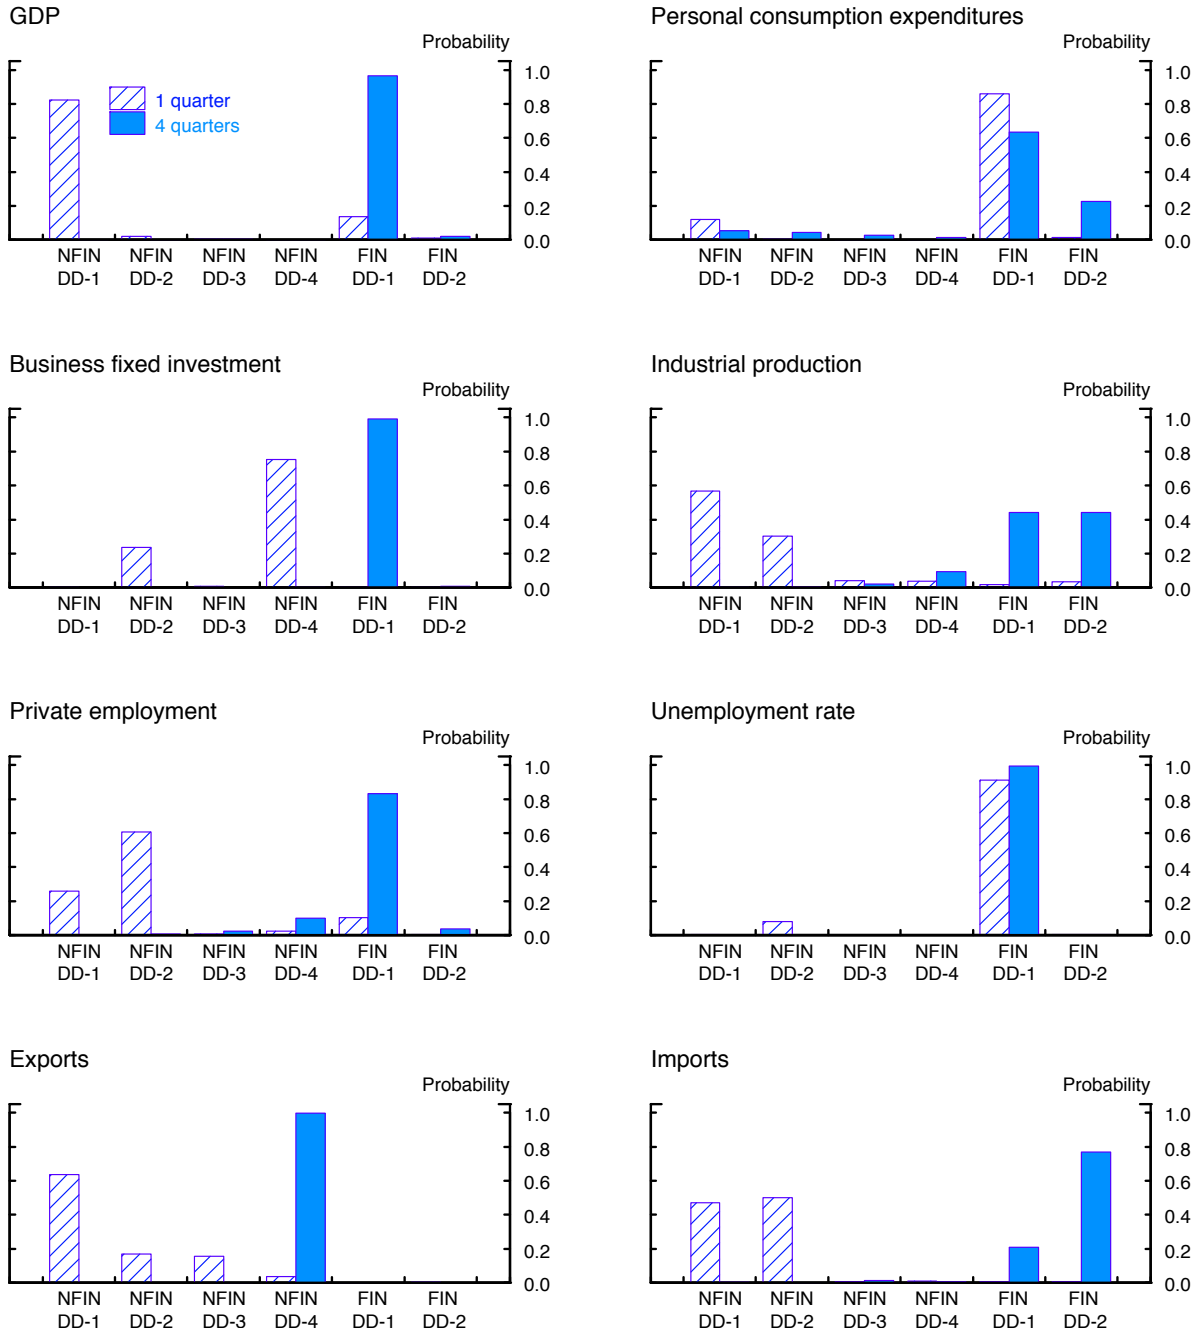 GDP
Probability
1.0
0.8
0.6
0.4
0.2
0.0
1 quarter
4 quarters
NFIN NFIN NFIN NFIN FIN FIN
DD-1 DD-2 DD-3 DD-4 DD-1 DD-2
Personal consumption expenditures
Probability
1.0
0.8
0.6
0.4
0.2
0.0
NFIN NFIN NFIN NFIN FIN FIN
DD-1 DD-2 DD-3 DD-4 DD-1 DD-2
Business fixed investment
Probability
1.0
0.8
0.6
0.4
0.2
0.0
NFIN NFIN NFIN NFIN FIN FIN
DD-1 DD-2 DD-3 DD-4 DD-1 DD-2
Industrial production
Probability
1.0
0.8
0.6
0.4
0.2
0.0
NFIN NFIN NFIN NFIN FIN FIN
DD-1 DD-2 DD-3 DD-4 DD-1 DD-2
Private employment
Probability
1.0
0.8
0.6
0.4
0.2
0.0
NFIN NFIN NFIN NFIN FIN FIN
DD-1 DD-2 DD-3 DD-4 DD-1 DD-2
Unemployment rate
Probability
1.0
0.8
0.6
0.4
0.2
0.0
NFIN NFIN NFIN NFIN FIN FIN
DD-1 DD-2 DD-3 DD-4 DD-1 DD-2
Exports
Probability
1.0
0.8
0.6
0.4
0.2
0.0
NFIN NFIN NFIN NFIN FIN FIN
DD-1 DD-2 DD-3 DD-4 DD-1 DD-2
Imports
Probability
1.0
0.8
0.6
0.4
0.2
0.0
NFIN NFIN NFIN NFIN FIN FIN
DD-1 DD-2 DD-3 DD-4 DD-1 DD-2